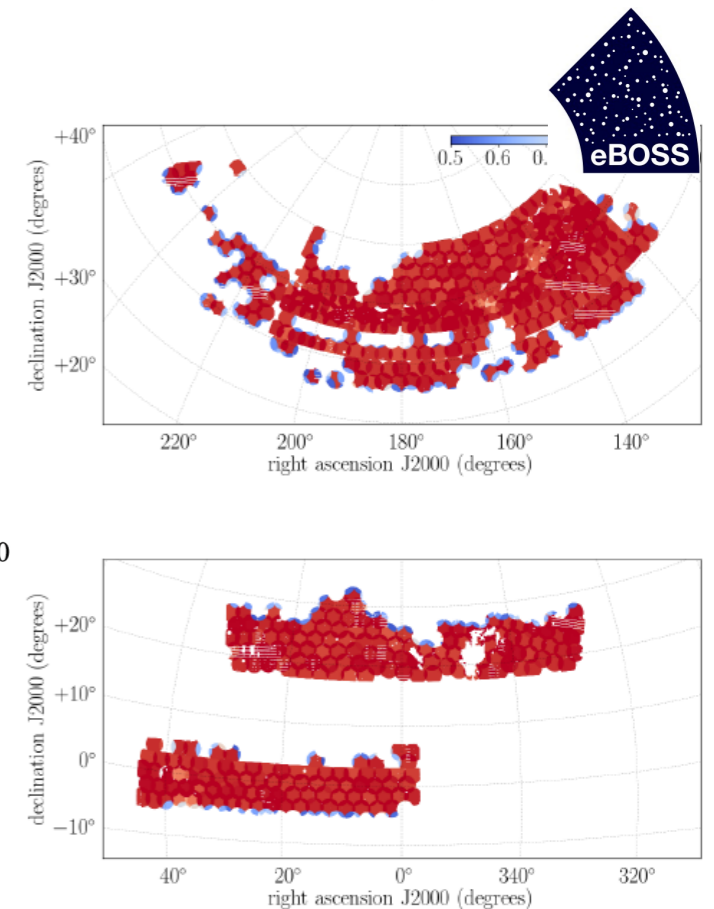 eBOSS
+40°
0.5 0.6 0.
+30°
+20°
declination J2000 (degrees)
220° 200° 180° 160° 140°
right ascension J2000 (degrees)
0
+20°
+10°
0°
−10°
declination J2000 (degrees)
40° 20° 0° 340° 320°
right ascension J2000 (degrees)